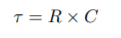 τ = R × C